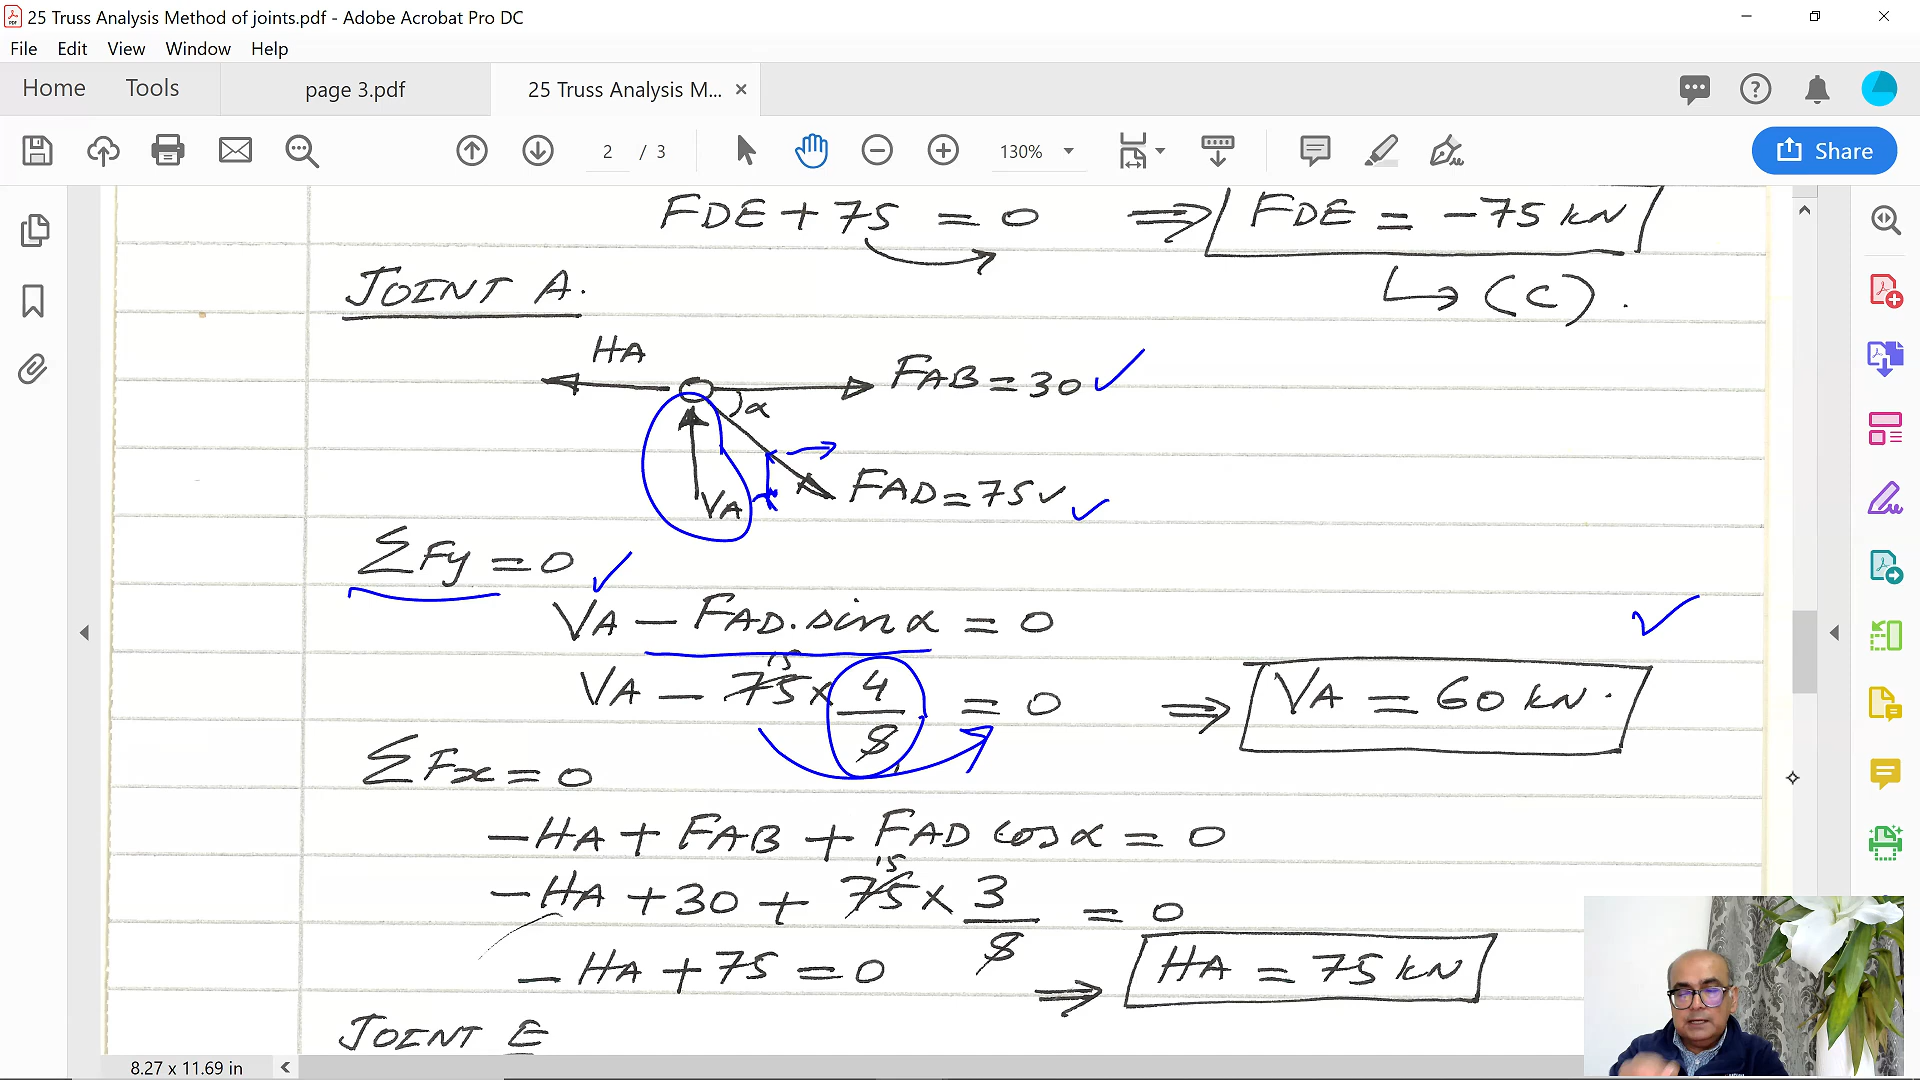 25 Truss Analysis Method of joints.pdf - Adobe Acrobat Pro DC
File Edit View Window Help
Home Tools page 3.pdf 25 Truss Analysis M... ×
2 / 3 130% Share
FDE + 75 = 0 ⇒ FDE = -75 kN
↳ (C).
JOINT A.
HA
FAB = 30 ✓
α
FAD = 75 ✓ ✓
VA
ΣFy = 0 ✓
VA - FAD. sin α = 0 ✓
15
VA - 75 × 4/5 = 0 ⇒ VA = 60 kN.
ΣFx = 0
-HA + FAB + FAD cos α = 0
15
-HA + 30 + 75 × 3/5 = 0
-HA + 75 = 0 ⇒ HA = 75 kN
JOINT E
8.27 x 11.69 in